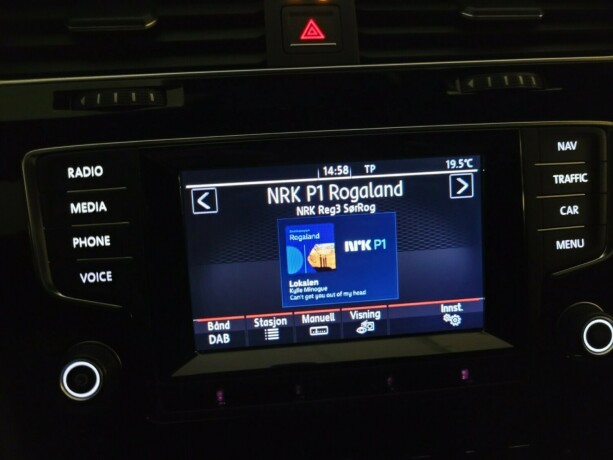 RADIO
MEDIA
PHONE
VOICE
14:58 TP 19.5°C
NRK P1 Rogaland
NRK Reg3 SørRog
Rogaland
NRK P1
Lokalen
Kylie Minogue
Can't get you out of my head
Bånd
DAB
Stasjon
Manuell
Visning
Innst.
NAV
TRAFFIC
CAR
MENU